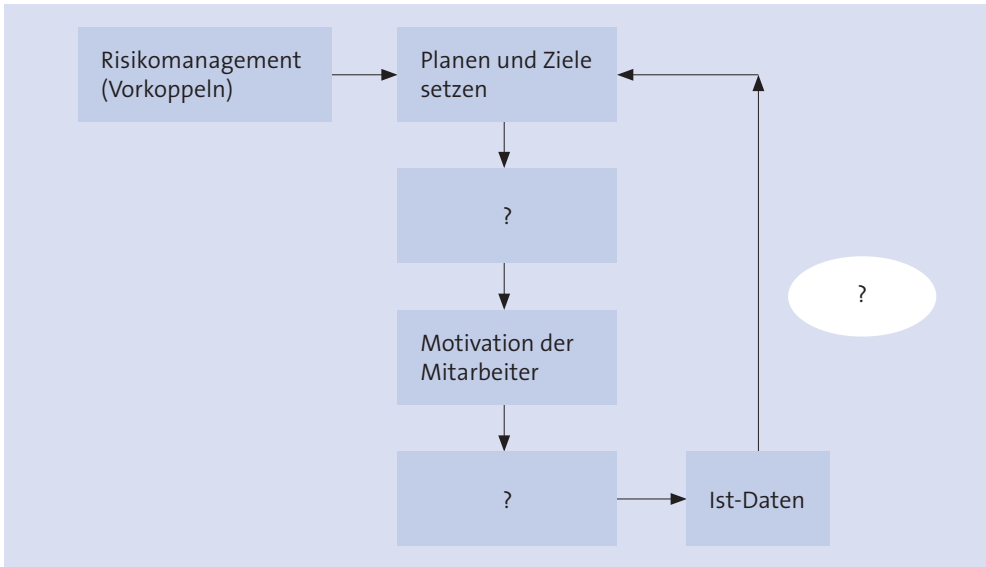 Risikomanagement
(Vorkoppeln)
Planen und Ziele
setzen
?
?
Motivation der
Mitarbeiter
?
Ist-Daten